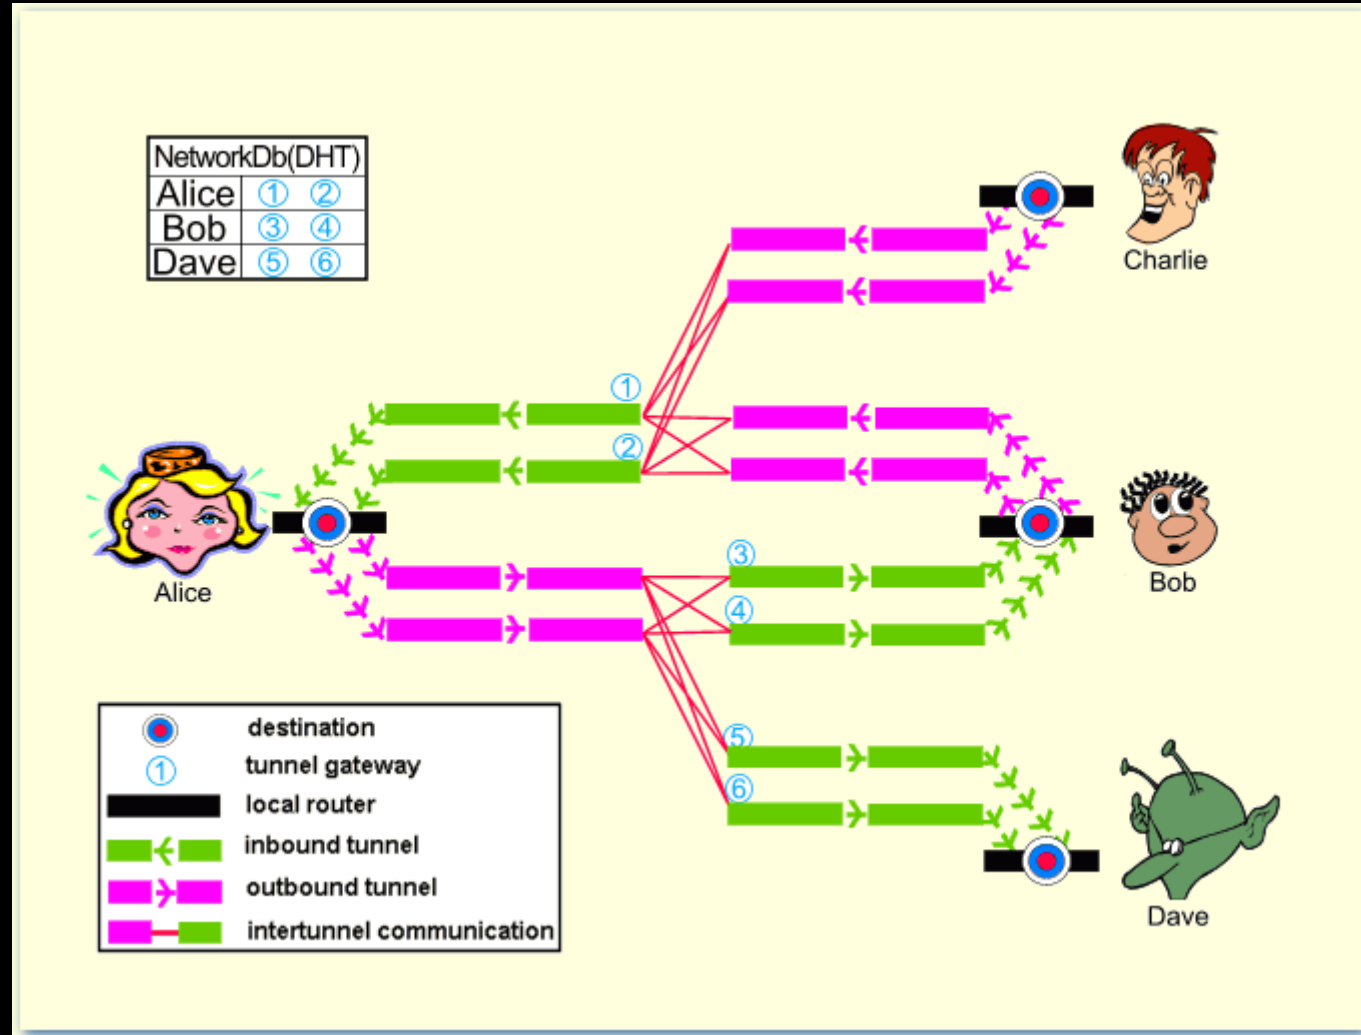 NetworkDb(DHT)
Alice 1 2
Bob 3 4
Dave 5 6
Charlie
1
2
Alice
3
4
Bob
5
6
Dave
destination
1 tunnel gateway
local router
inbound tunnel
outbound tunnel
intertunnel communication